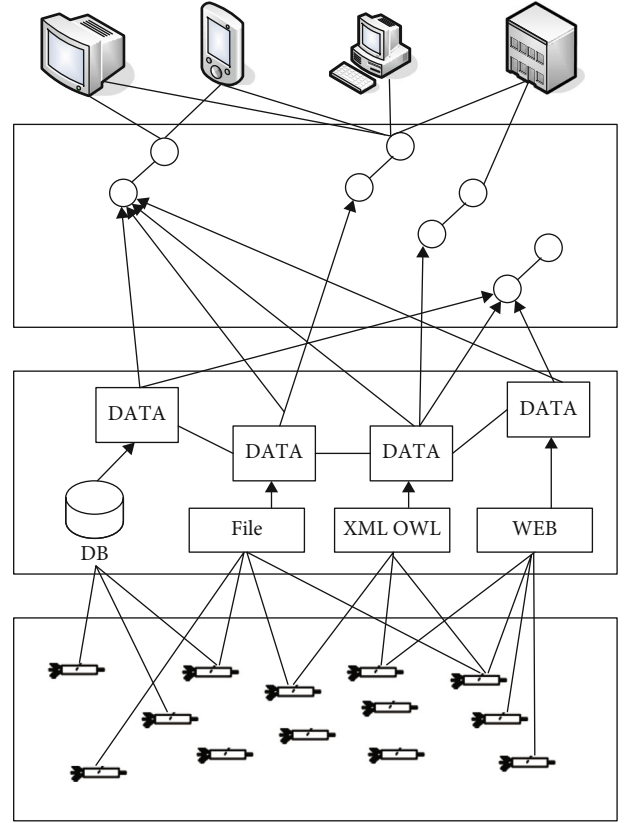 DATA
DATA
DATA
DATA
DB
File
XML OWL
WEB